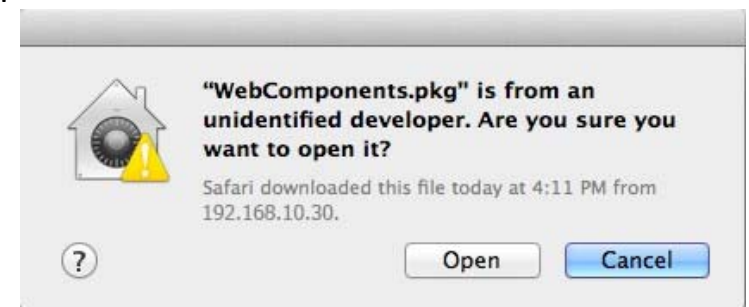 “WebComponents.pkg” is from an
unidentified developer. Are you sure you
want to open it?
Safari downloaded this file today at 4:11 PM from
192.168.10.30.
? Open Cancel